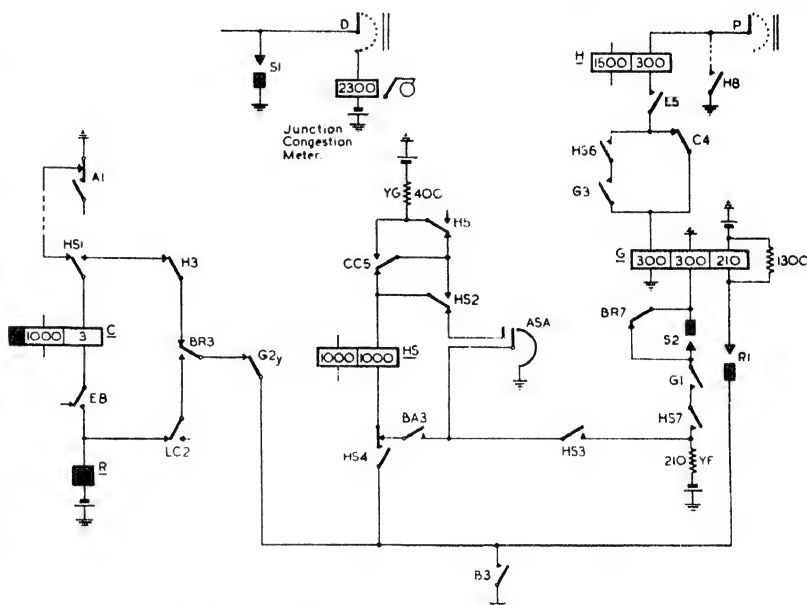 D
P
S1
H
1500 300
2300
H8
E5
Junction
Congestion
Meter.
HS6
C4
A1
G3
YG 400
H5
HS1
H3
CC5
G
300 300 210
1300
HS2
BR7
1000 3 C
BR3
G2y
1000 1000 HS
ASA
S2
R1
G1
E8
BA3
HS7
LC2
HS4
HS3
210 YF
R
B3